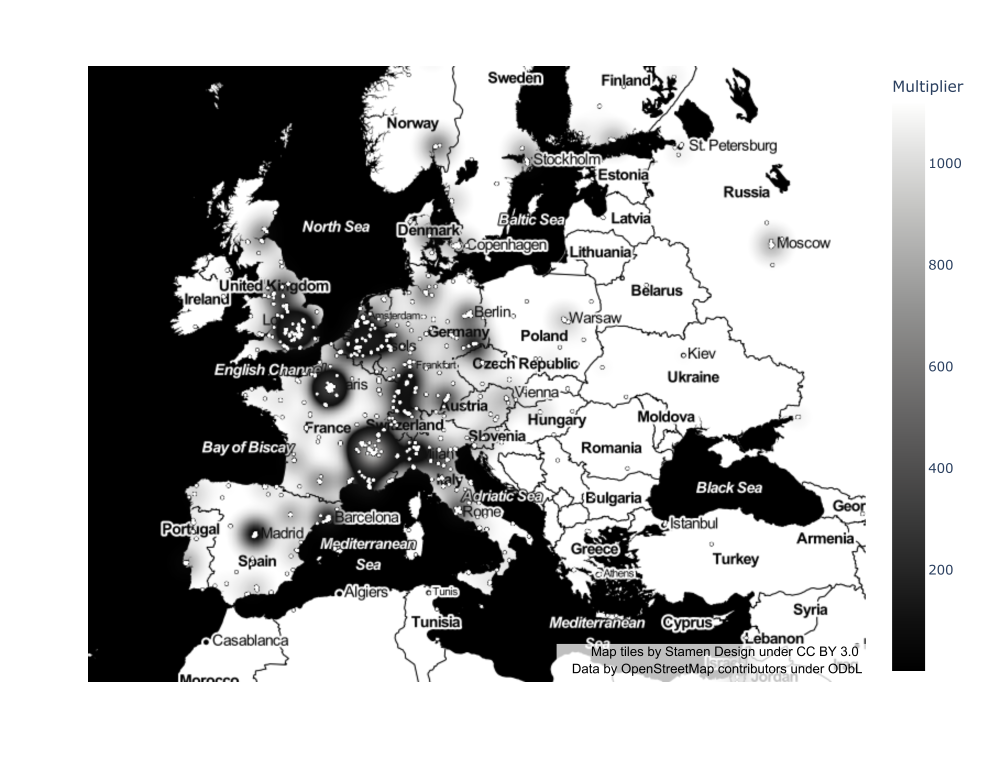 Sweden
Finland
Multiplier
Norway
St. Petersburg
Stockholm
Estonia
Russia
North Sea
Baltic Sea
Latvia
Denmark
Copenhagen
Moscow
Lithuania
1000
800
600
400
200
United Kingdom
Ireland
Belarus
Berlin
Warsaw
Germany
Poland
English Channel
Frankfurt
Czech Republic
Kiev
Ukraine
Vienna
Austria
France
Switzerland
Hungary
Moldova
Slovenia
Bay of Biscay
Romania
Italy
Adriatic Sea
Black Sea
Bulgaria
Rome
Barcelona
Portugal
Madrid
Istanbul
Geor
Armenia
Mediterranean
Sea
Spain
Greece
Turkey
Athens
Algiers
Tunis
Syria
Tunisia
Mediterranean
Sea
Cyprus
Lebanon
Casablanca
Morocco
Map tiles by Stamen Design under CC BY 3.0
Data by OpenStreetMap contributors under ODbL
Jordan